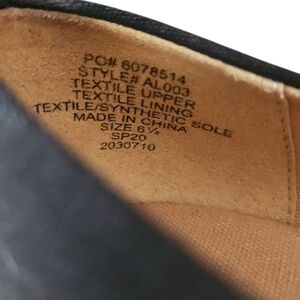 PO# 6078514
STYLE# AL003
TEXTILE UPPER
TEXTILE LINING
TEXTILE/SYNTHETIC SOLE
MADE IN CHINA
SIZE 6½
SP20
2030710